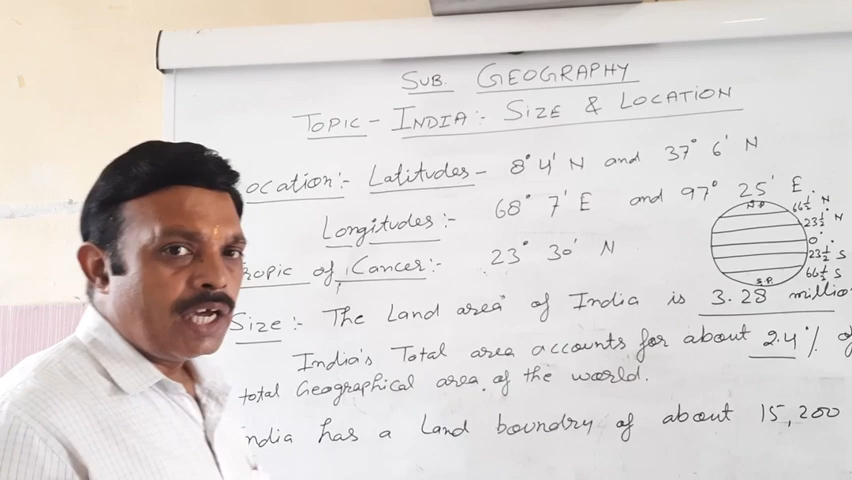 SUB. GEOGRAPHY
TOPIC - INDIA :- SIZE & LOCATION
ocation :- Latitudes - 8° 4' N and 37° 6' N
Longitudes :- 68° 7' E and 97° 25' E.
ropic of Cancer :- 23° 30' N
N.P.
66½ N
23½° N
0°
23½ S
66½ S
S.P.
Size :- The Land area of India is 3.28 millio
India's Total area accounts for about 2.4% of
total Geographical area of the world.
ndia has a Land boundry of about 15,200